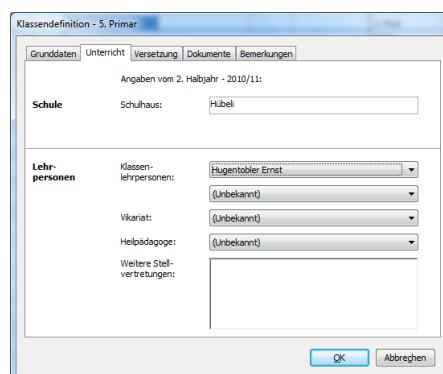 Klassendefinition - 5. Primar
Grunddaten Unterricht Versetzung Dokumente Bemerkungen
Angaben vom 2. Halbjahr - 2010/11:
Schule Schulhaus: Hübeli
Lehr-
personen
Klassen-
lehrpersonen:
Hugentobler Ernst
(Unbekannt)
Vikariat: (Unbekannt)
Heilpädagoge: (Unbekannt)
Weitere Stell-
vertretungen:
OK Abbrechen